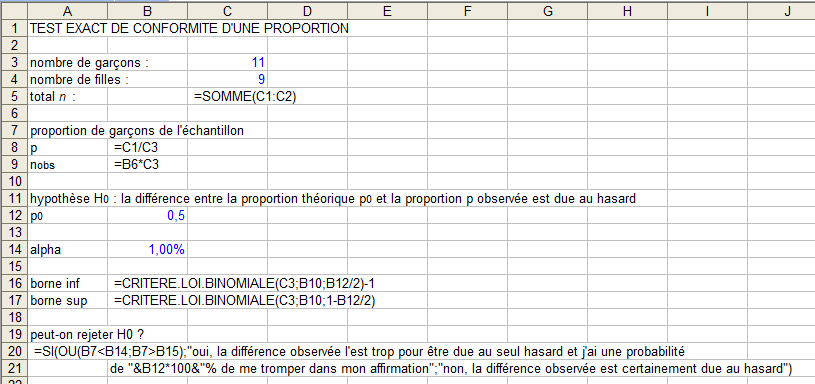 A B C D E F G H I J
1 TEST EXACT DE CONFORMITE D'UNE PROPORTION
2
3 nombre de garçons : 11
4 nombre de filles : 9
5 total n : =SOMME(C1:C2)
6
7 proportion de garçons de l'échantillon
8 p =C1/C3
9 nobs =B6*C3
10
11 hypothèse H0 : la différence entre la proportion théorique p0 et la proportion p observée est due au hasard
12 p0 0,5
13
14 alpha 1,00%
15
16 borne inf =CRITERE.LOI.BINOMIALE(C3;B10;B12/2)-1
17 borne sup =CRITERE.LOI.BINOMIALE(C3;B10;1-B12/2)
18
19 peut-on rejeter H0 ?
20 =SI(OU(B7<B14;B7>B15);"oui, la différence observée l'est trop pour être due au seul hasard et j'ai une probabilité
21 de "&B12*100&"% de me tromper dans mon affirmation";"non, la différence observée est certainement due au hasard")